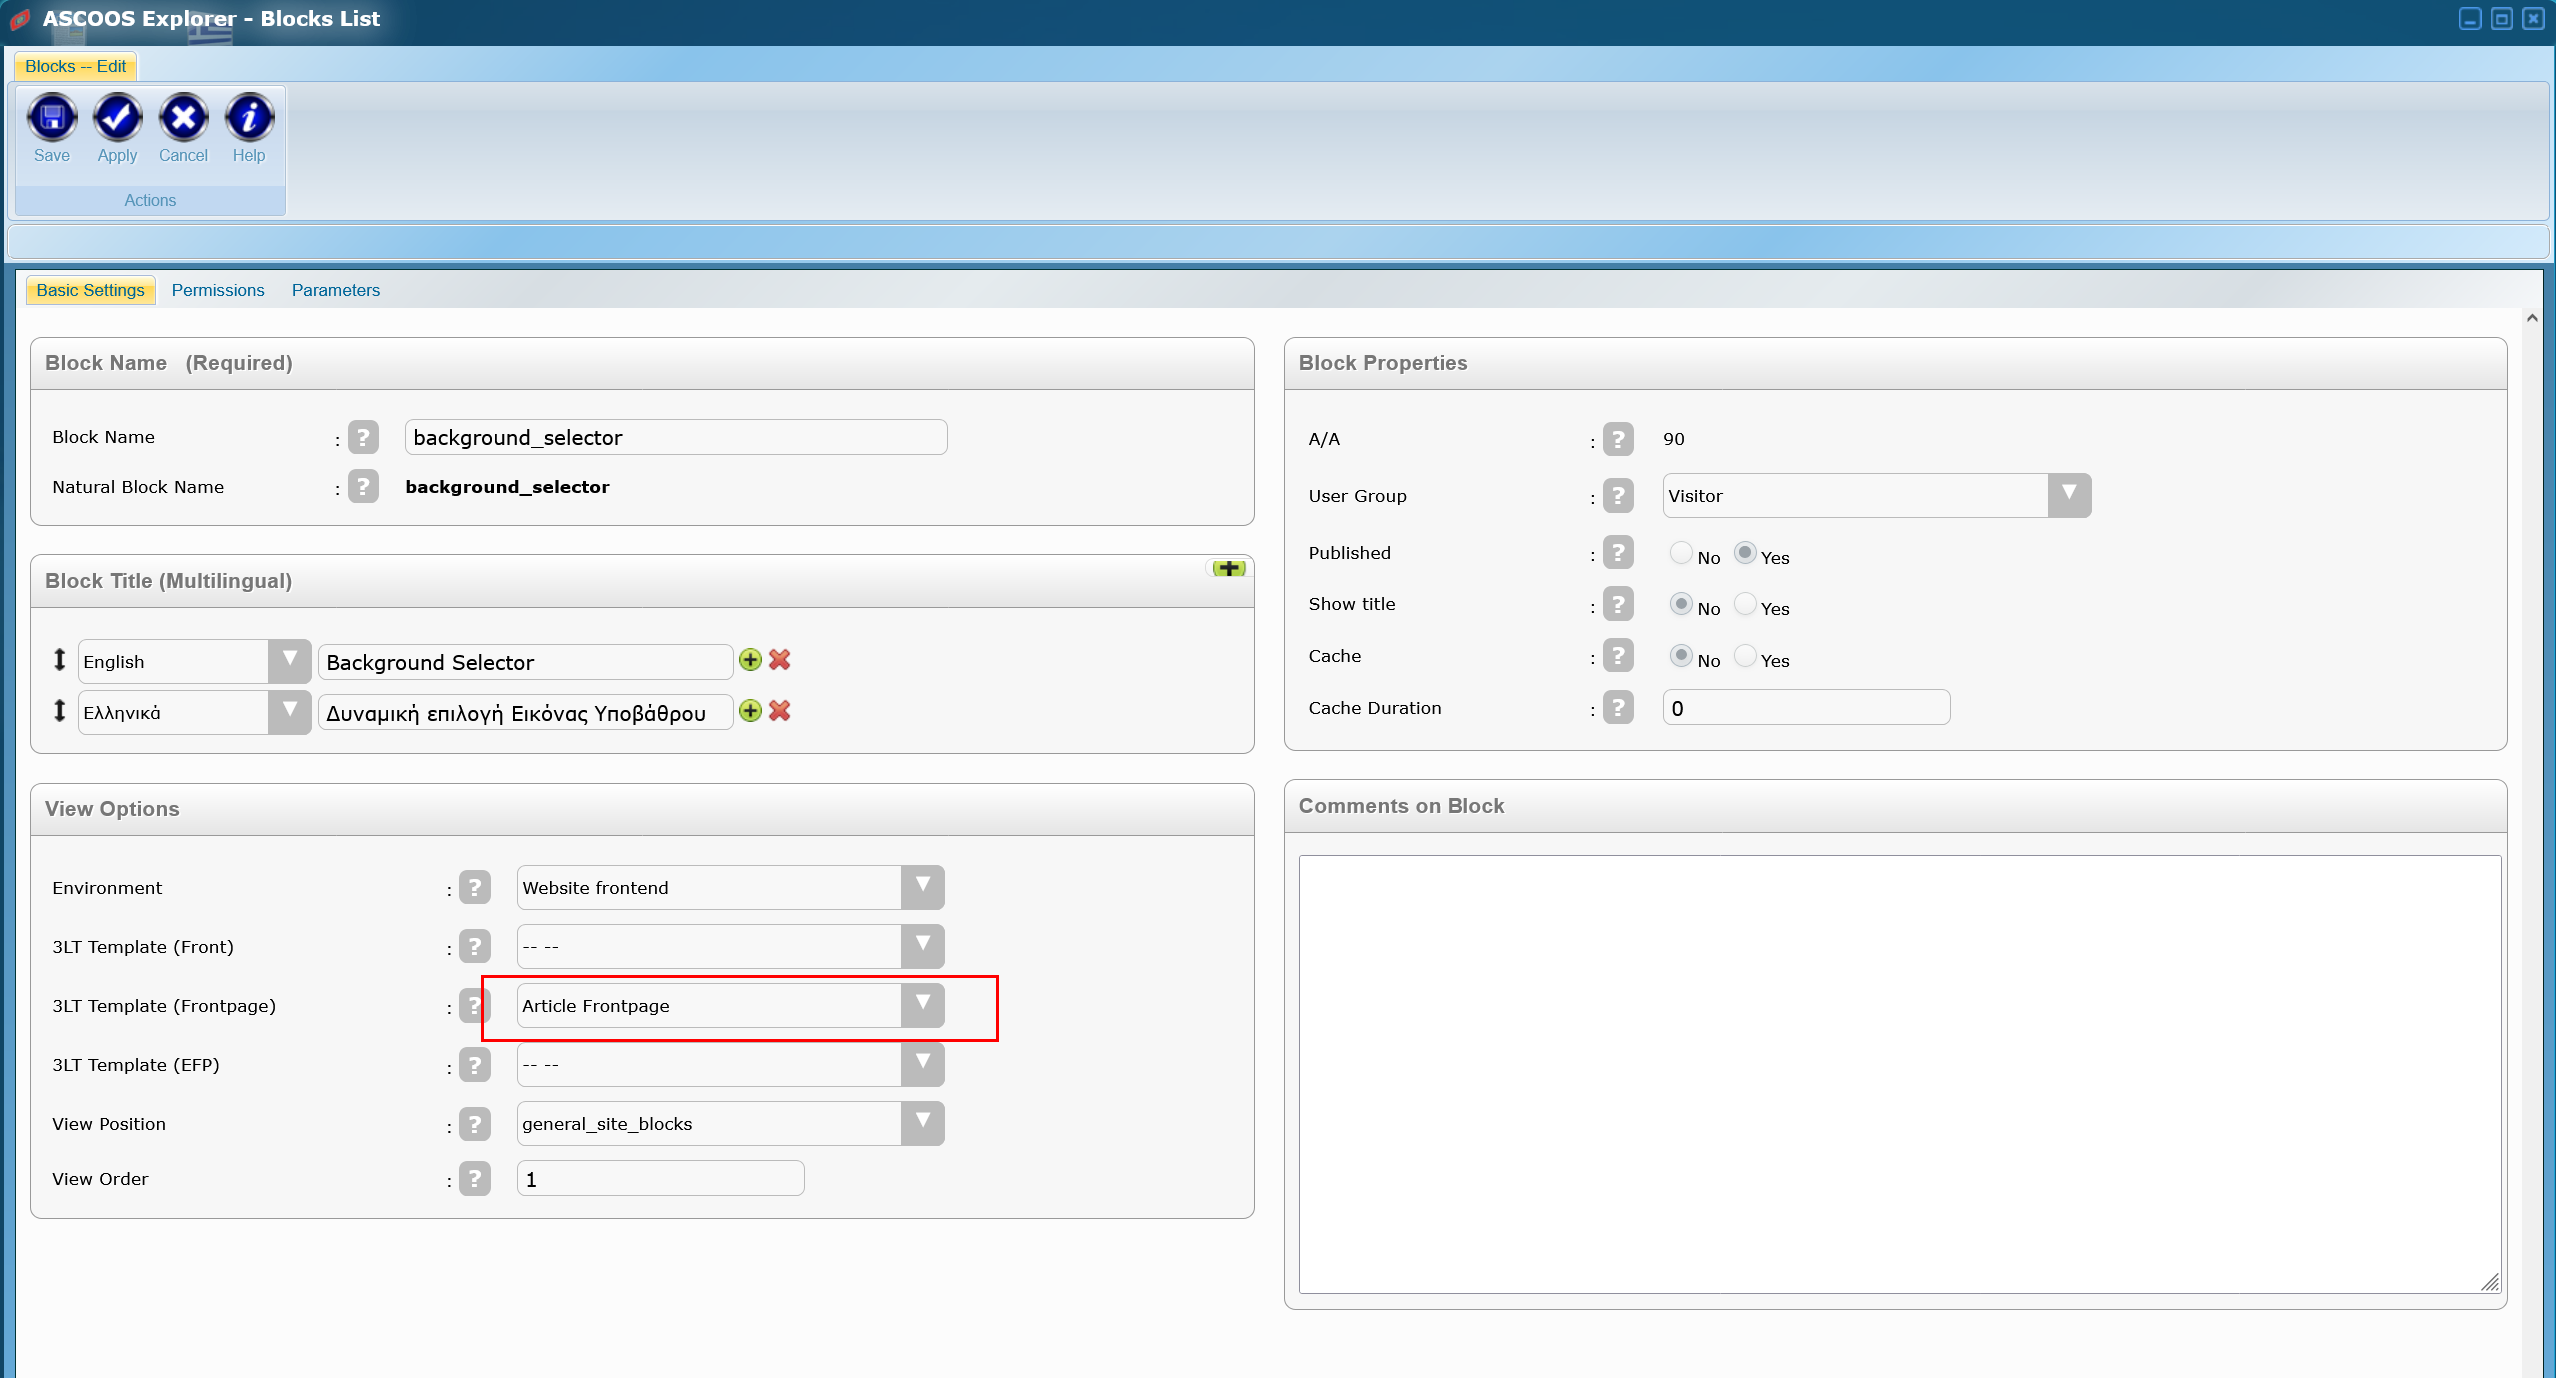 ASCOOS Explorer - Blocks List
Blocks -- Edit
Save Apply Cancel Help
Actions
Basic Settings Permissions Parameters
Block Name (Required)
Block Name : ? background_selector
Natural Block Name : ? background_selector
Block Title (Multilingual)
English Background Selector
Ελληνικά Δυναμική επιλογή Εικόνας Υποβάθρου
View Options
Environment : ? Website frontend
3LT Template (Front) : ? -- --
3LT Template (Frontpage) : ? Article Frontpage
3LT Template (EFP) : ? -- --
View Position : ? general_site_blocks
View Order : ? 1
Block Properties
A/A : ? 90
User Group : ? Visitor
Published : ? No Yes
Show title : ? No Yes
Cache : ? No Yes
Cache Duration : ? 0
Comments on Block